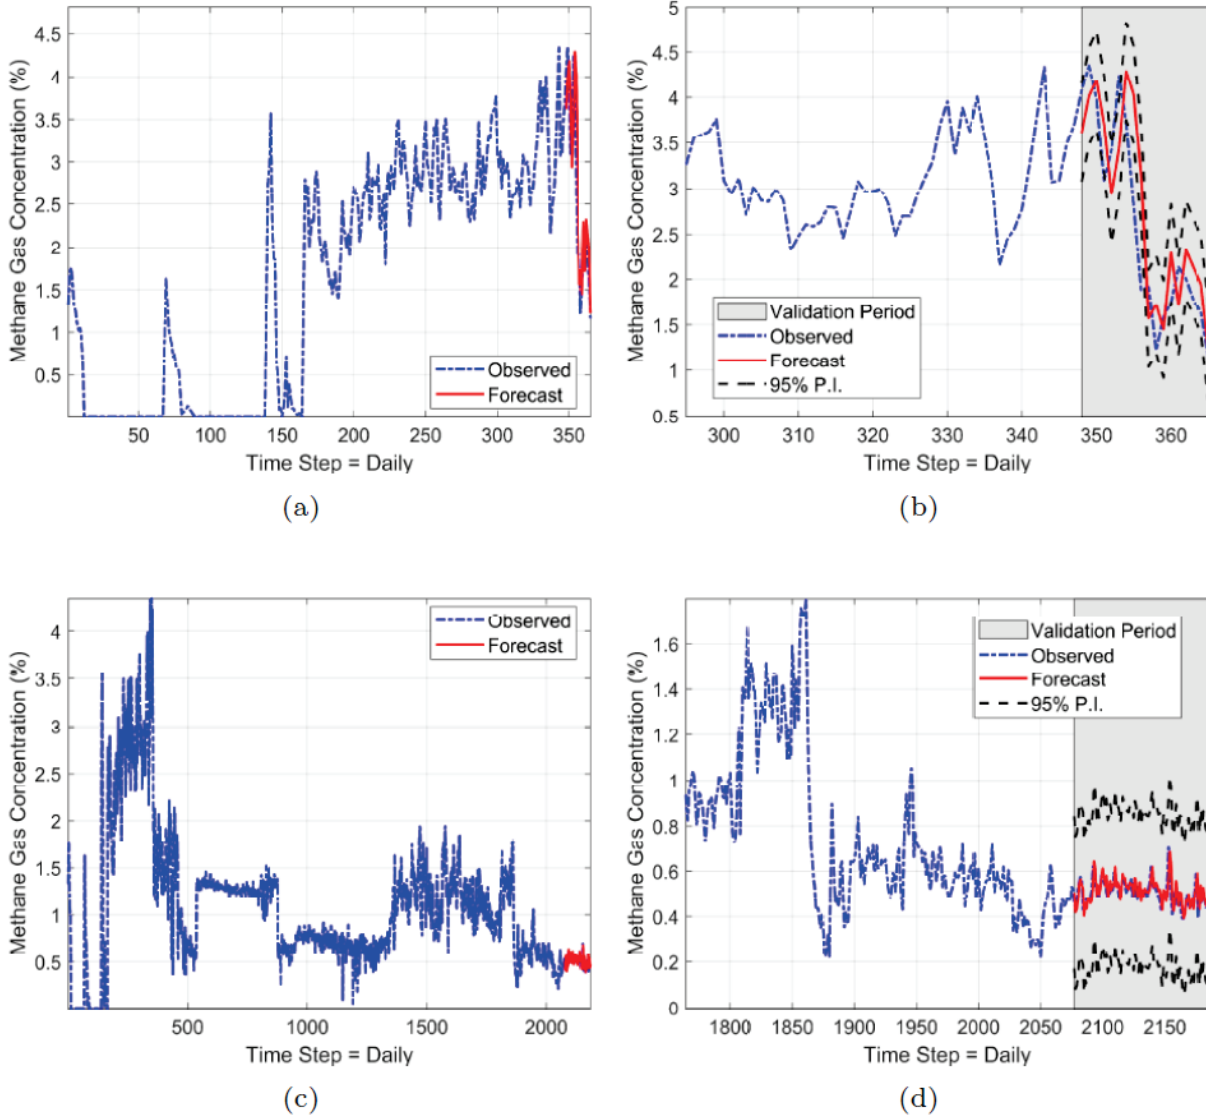 4.5
4
3.5
3
2.5
2
1.5
1
0.5
Methane Gas Concentration (%)
Observed
Forecast
50 100 150 200 250 300 350
Time Step = Daily
(a)
5
4.5
4
3.5
3
2.5
2
1.5
1
0.5
Methane Gas Concentration (%)
Validation Period
Observed
Forecast
95% P.I.
300 310 320 330 340 350 360
Time Step = Daily
(b)
4
3.5
3
2.5
2
1.5
1
0.5
Methane Gas Concentration (%)
Observed
Forecast
500 1000 1500 2000
Time Step = Daily
(c)
1.6
1.4
1.2
1
0.8
0.6
0.4
0.2
0
Methane Gas Concentration (%)
Validation Period
Observed
Forecast
95% P.I.
1800 1850 1900 1950 2000 2050 2100 2150
Time Step = Daily
(d)